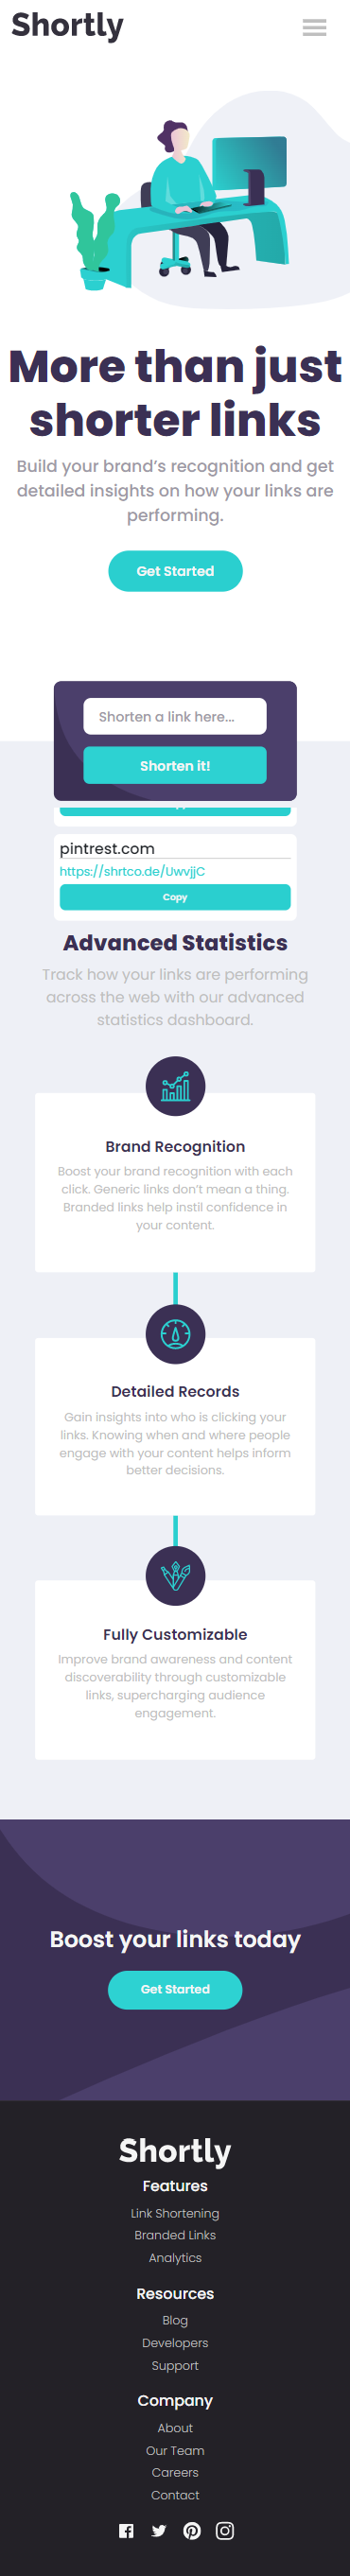 Shortly
More than just
shorter links
Build your brand's recognition and get
detailed insights on how your links are
performing.
Get Started
Shorten a link here...
Shorten it!
pintrest.com
https://shrtco.de/UwvjjC
Copy
Advanced Statistics
Track how your links are performing
across the web with our advanced
statistics dashboard.
Brand Recognition
Boost your brand recognition with each
click. Generic links don't mean a thing.
Branded links help instil confidence in
your content.
Detailed Records
Gain insights into who is clicking your
links. Knowing when and where people
engage with your content helps inform
better decisions.
Fully Customizable
Improve brand awareness and content
discoverability through customizable
links, supercharging audience
engagement.
Boost your links today
Get Started
Shortly
Features
Link Shortening
Branded Links
Analytics
Resources
Blog
Developers
Support
Company
About
Our Team
Careers
Contact